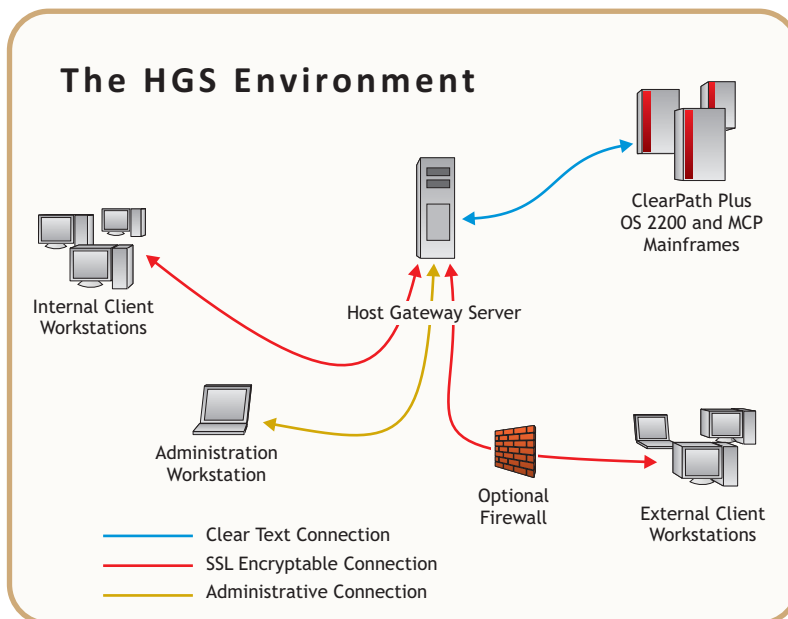 The HGS Environment
ClearPath Plus
OS 2200 and MCP
Mainframes
Internal Client
Workstations
Host Gateway Server
Administration
Workstation
Optional
Firewall
External Client
Workstations
Clear Text Connection
SSL Encryptable Connection
Administrative Connection